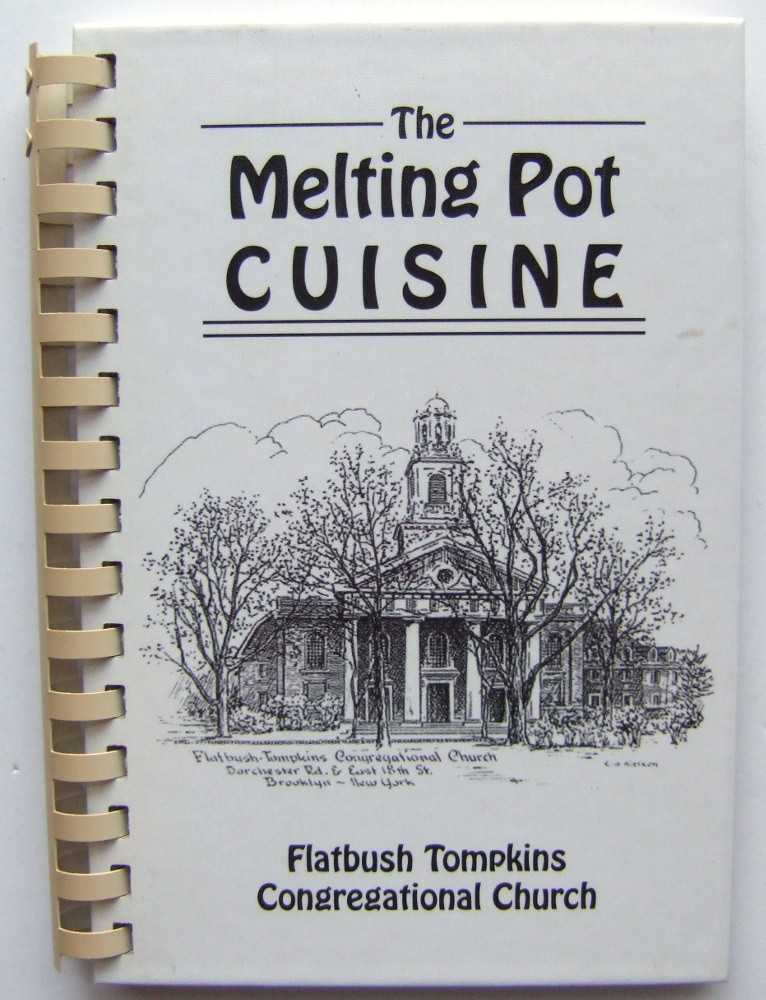 The
Melting Pot
CUISINE
Flatbush-Tompkins Congregational Church
Dorchester Rd. & East 18th St.
Brooklyn ~ New York
Flatbush Tompkins
Congregational Church